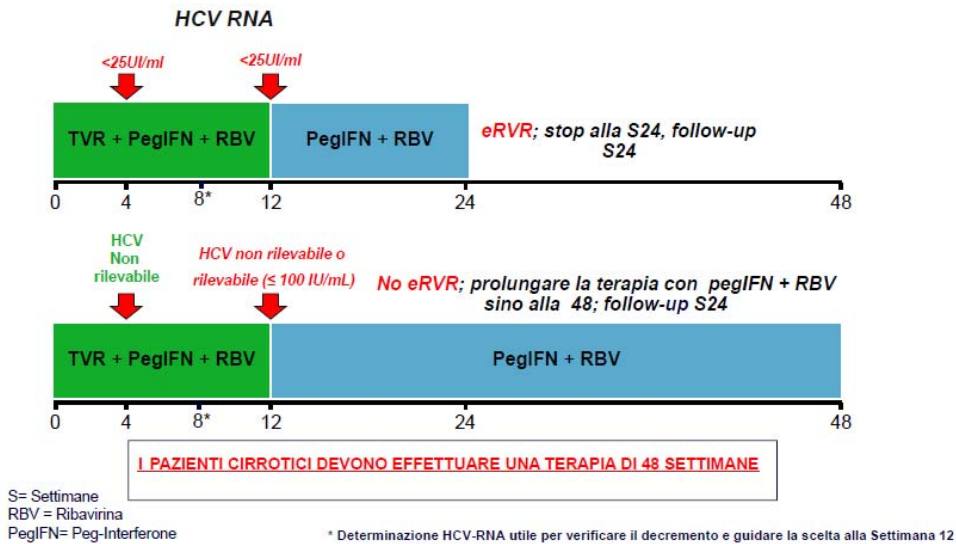 HCV RNA
<25UI/ml
<25UI/ml
TVR + PegIFN + RBV
PegIFN + RBV
eRVR; stop alla S24, follow-up
S24
0
4
8*
12
24
48
HCV
Non
rilevabile
HCV non rilevabile o
rilevabile (≤ 100 IU/mL)
No eRVR; prolungare la terapia con pegIFN + RBV
sino alla 48; follow-up S24
TVR + PegIFN + RBV
PegIFN + RBV
0
4
8*
12
24
48
I PAZIENTI CIRROTICI DEVONO EFFETTUARE UNA TERAPIA DI 48 SETTIMANE
S= Settimane
RBV = Ribavirina
PegIFN= Peg-Interferone
* Determinazione HCV-RNA utile per verificare il decremento e guidare la scelta alla Settimana 12